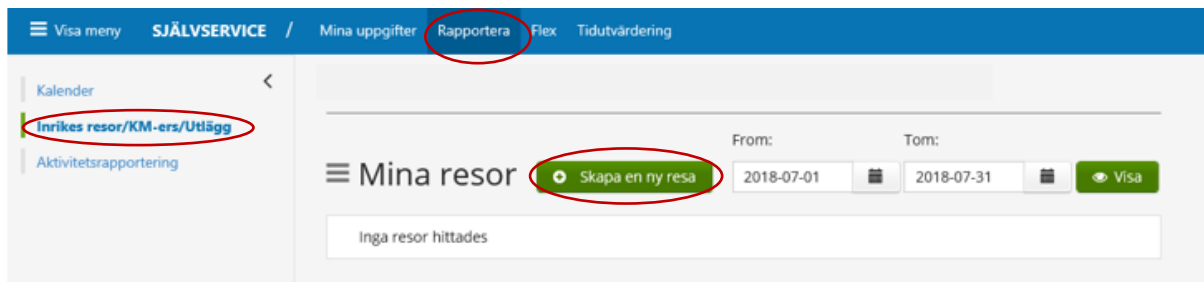 Visa meny SJÄLVSERVICE / Mina uppgifter Rapportera Flex Tidutvärdering
Kalender
Inrikes resor/KM-ers/Utlägg
Aktivitetsrapportering
From: Tom:
Mina resor Skapa en ny resa 2018-07-01 2018-07-31 Visa
Inga resor hittades